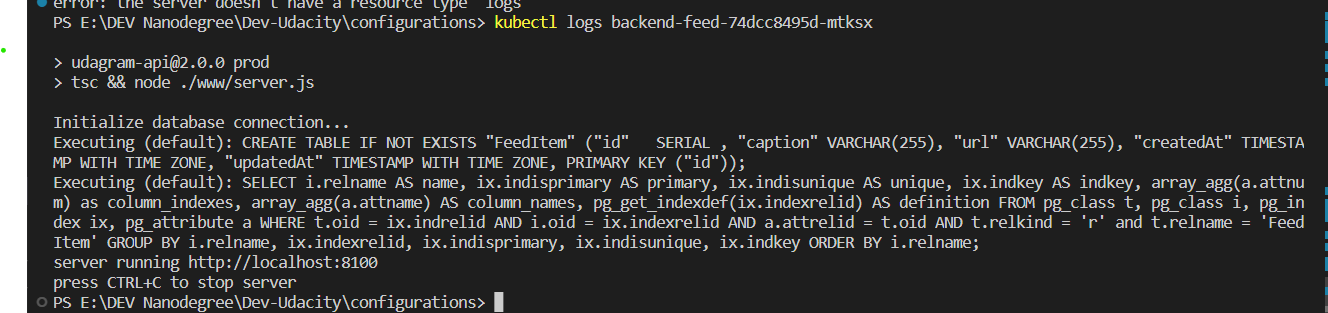 error: the server doesn't have a resource type "logs"
PS E:\DEV Nanodegree\Dev-Udacity\configurations> kubectl logs backend-feed-74dcc8495d-mtksx
> udagram-api@2.0.0 prod
> tsc && node ./www/server.js
Initialize database connection...
Executing (default): CREATE TABLE IF NOT EXISTS "FeedItem" ("id"   SERIAL , "caption" VARCHAR(255), "url" VARCHAR(255), "createdAt" TIMESTA
MP WITH TIME ZONE, "updatedAt" TIMESTAMP WITH TIME ZONE, PRIMARY KEY ("id"));
Executing (default): SELECT i.relname AS name, ix.indisprimary AS primary, ix.indisunique AS unique, ix.indkey AS indkey, array_agg(a.attnu
m) as column_indexes, array_agg(a.attname) AS column_names, pg_get_indexdef(ix.indexrelid) AS definition FROM pg_class t, pg_class i, pg_in
dex ix, pg_attribute a WHERE t.oid = ix.indrelid AND i.oid = ix.indexrelid AND a.attrelid = t.oid AND t.relkind = 'r' and t.relname = 'Feed
Item' GROUP BY i.relname, ix.indexrelid, ix.indisprimary, ix.indisunique, ix.indkey ORDER BY i.relname;
server running http://localhost:8100
press CTRL+C to stop server
PS E:\DEV Nanodegree\Dev-Udacity\configurations>